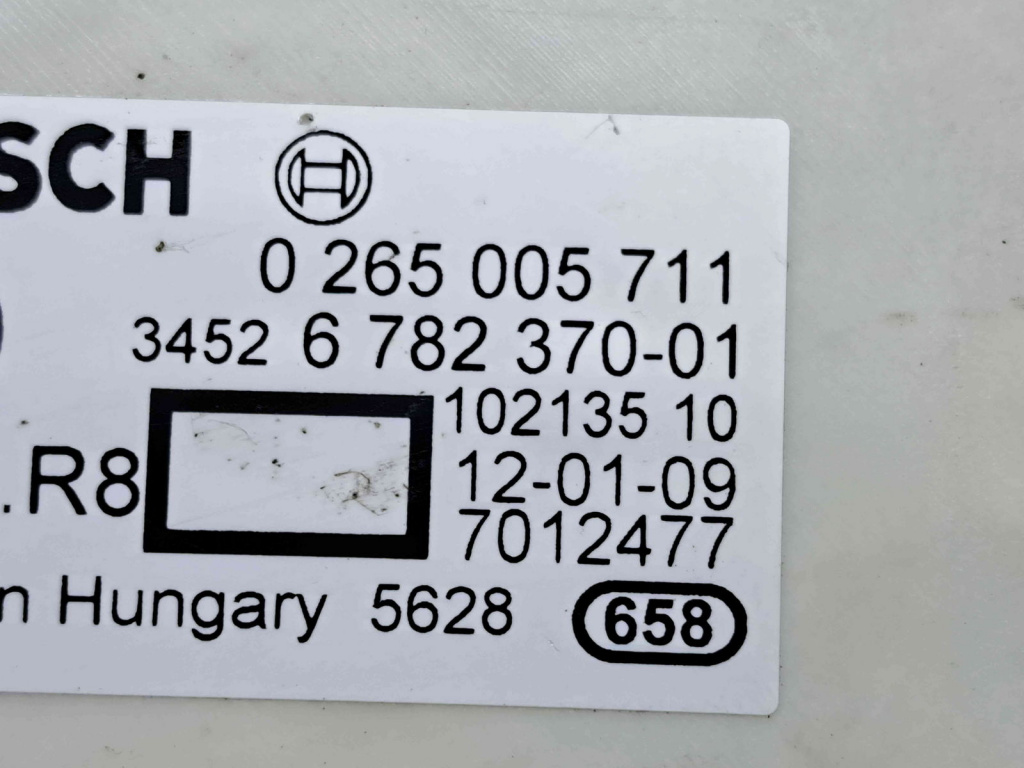 SCH
0 265 005 711
3452 6 782 370-01
102135 10
.R8
12-01-09
7012477
n Hungary 5628
658